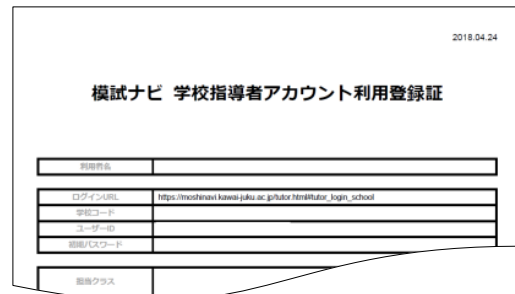 2018.04.24
模試ナビ 学校指導者アカウント利用登録証
利用者名
ログインURL https://moshinavi.kawai-juku.ac.jp/tutor.html#tutor_login_school
学校コード
ユーザーID
初期パスワード
担当クラス